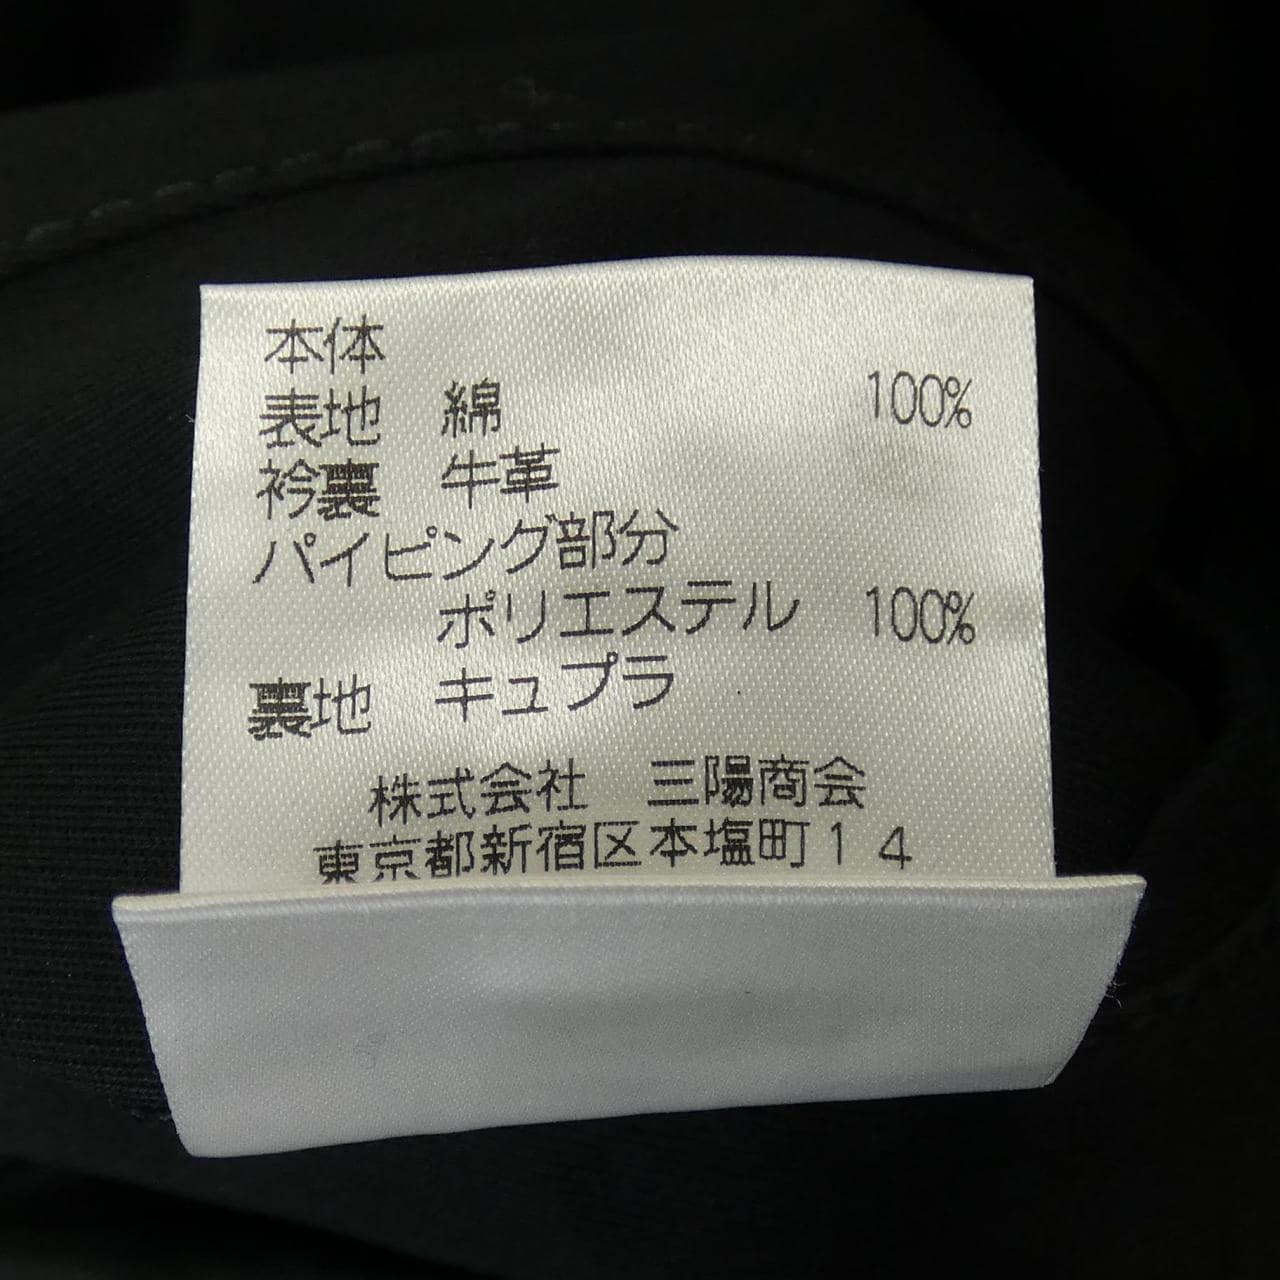 本体
表地 綿 100%
衿裏 牛革
パイピング部分
ポリエステル 100%
裏地 キュプラ
株式会社 三陽商会
東京都新宿区本塩町14